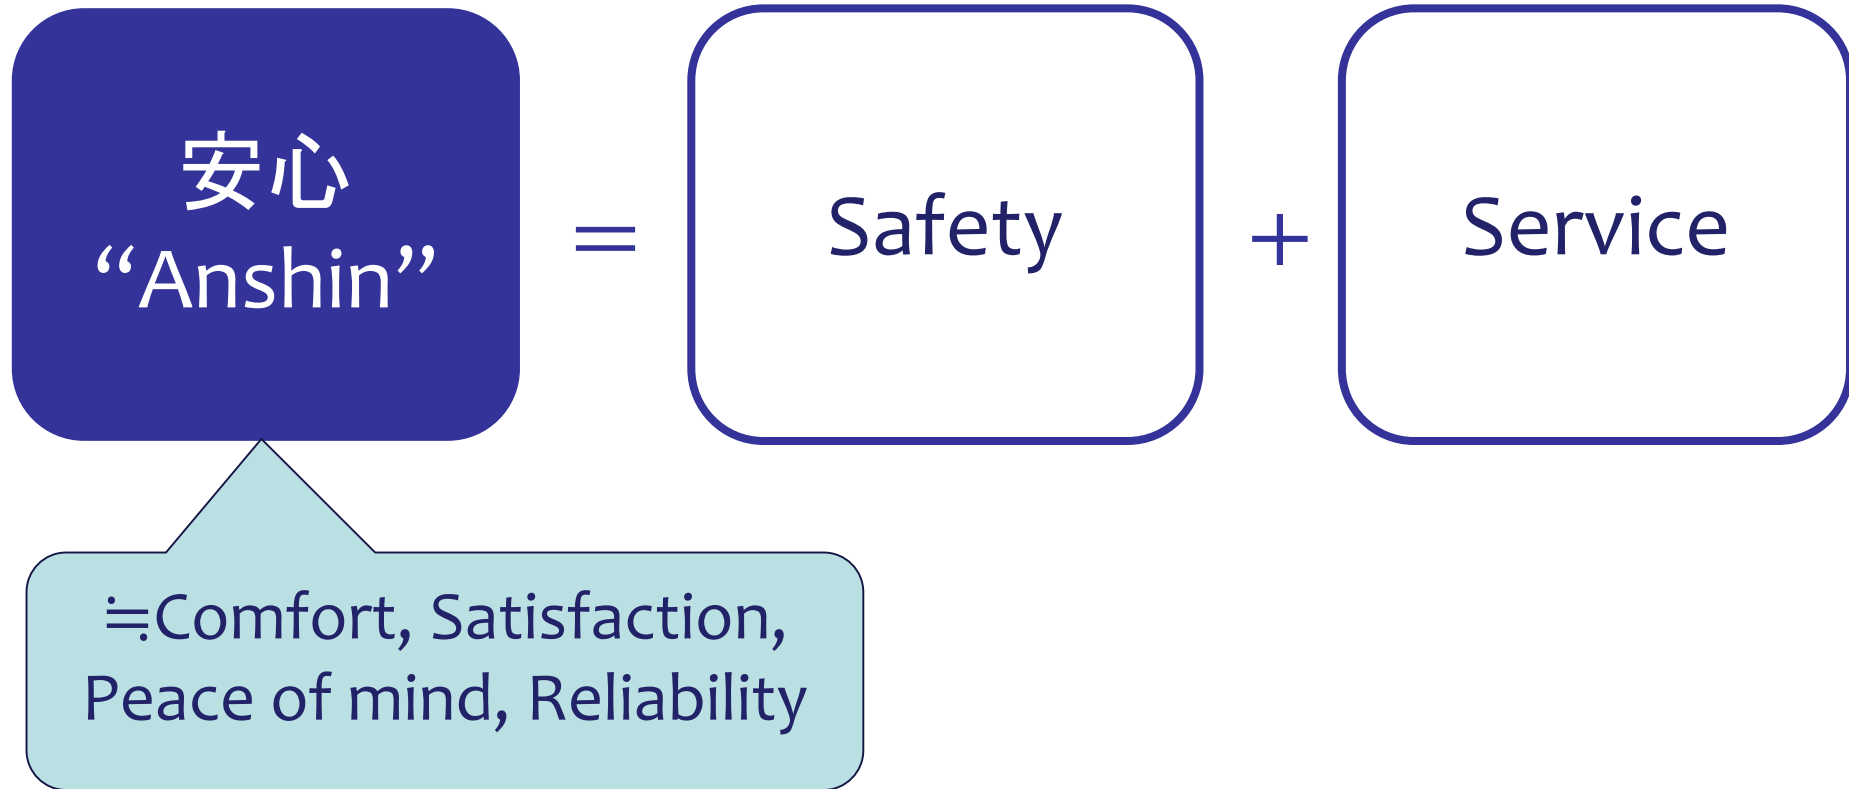 安心
“Anshin”
=
Safety
+
Service
≒Comfort, Satisfaction,
Peace of mind, Reliability